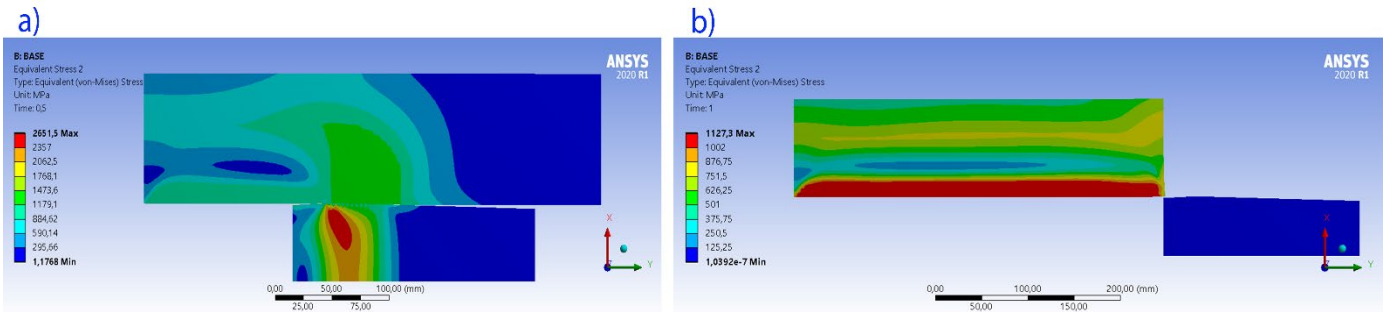 a)
B: BASE
Equivalent Stress 2
Type: Equivalent (von-Mises) Stress
Unit: MPa
Time: 0,5
2651,5 Max
2357
2062,5
1768,1
1473,6
1179,1
884,62
590,14
295,66
1,1768 Min
ANSYS
2020 R1
X
Y
0,00 50,00 100,00 (mm)
25,00 75,00
b)
B: BASE
Equivalent Stress 2
Type: Equivalent (von-Mises) Stress
Unit: MPa
Time: 1
1127,3 Max
1002
876,75
751,5
626,25
501
375,75
250,5
125,25
1,0392e-7 Min
ANSYS
2020 R1
X
Y
0,00 100,00 200,00 (mm)
50,00 150,00